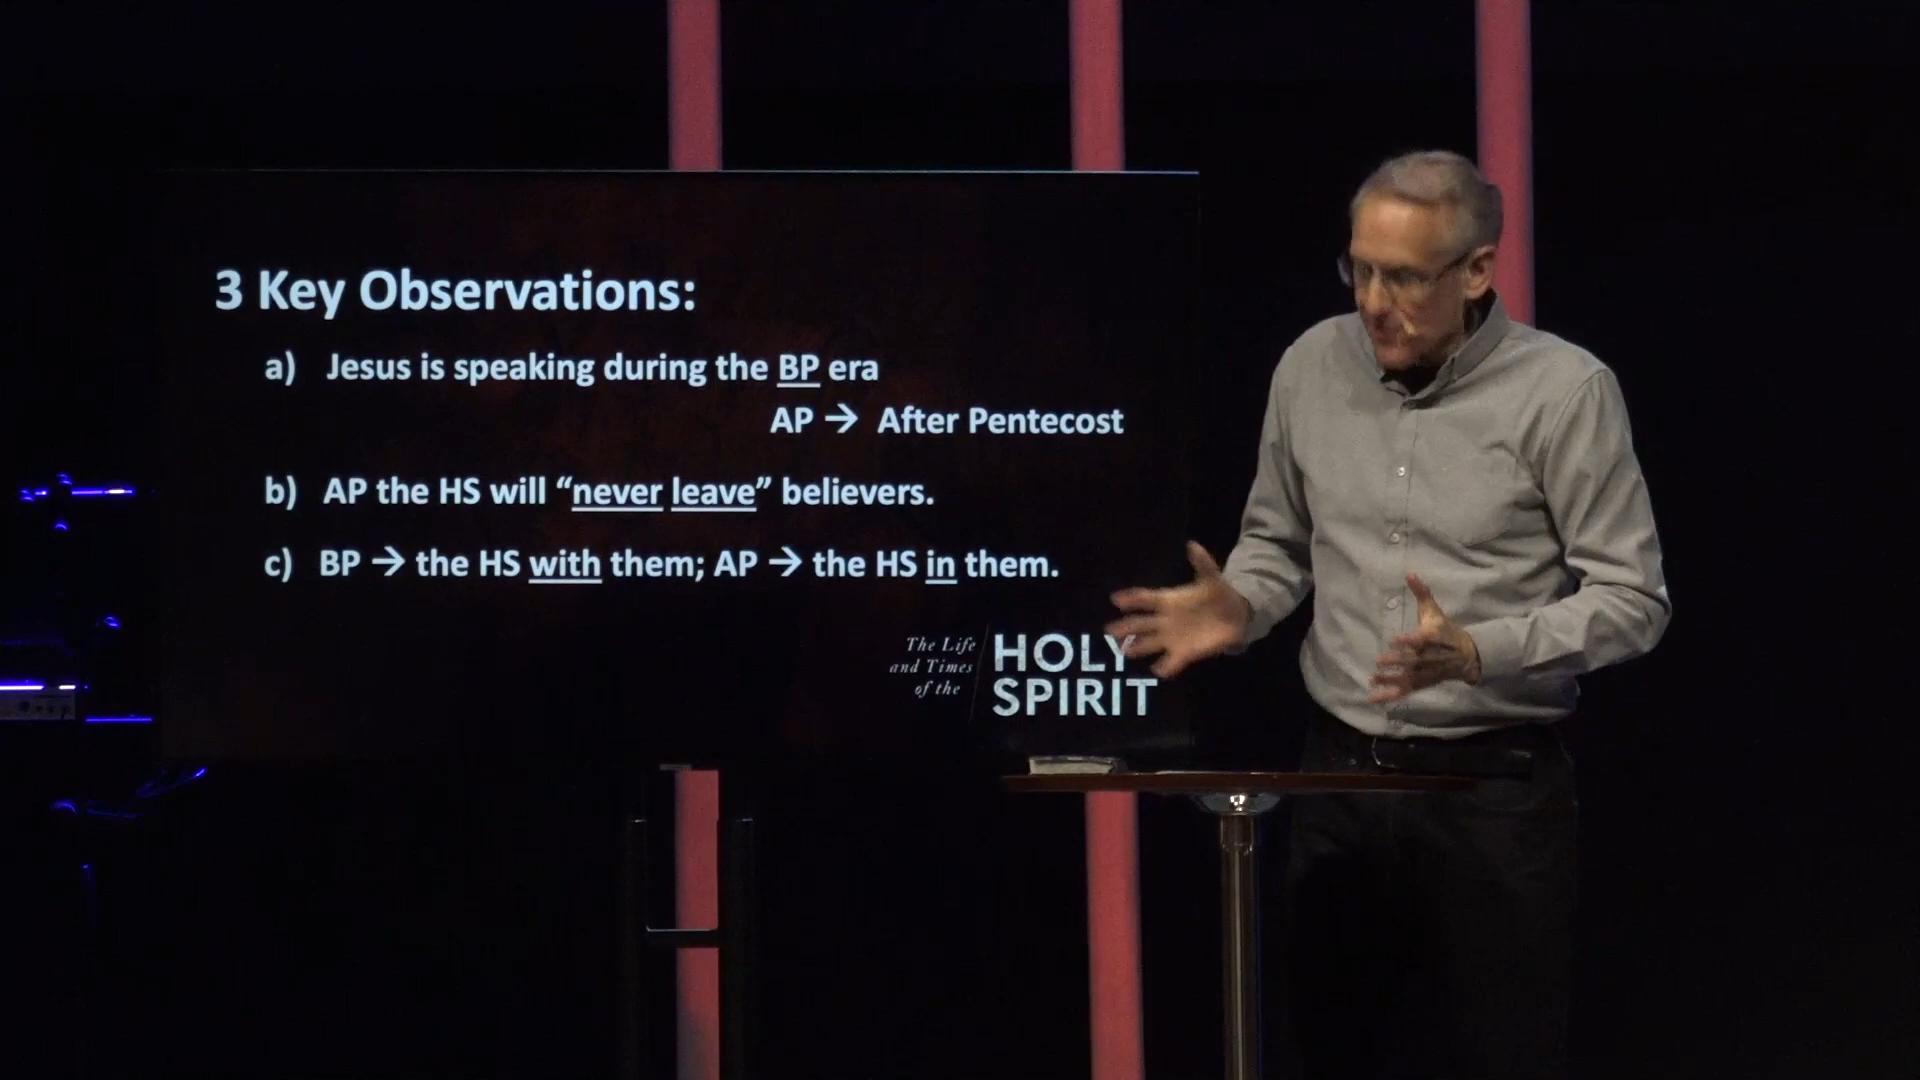 3 Key Observations:
a) Jesus is speaking during the BP era
AP → After Pentecost
b) AP the HS will “never leave” believers.
c) BP → the HS with them; AP → the HS in them.
The Life
and Times
of the
HOLY
SPIRIT